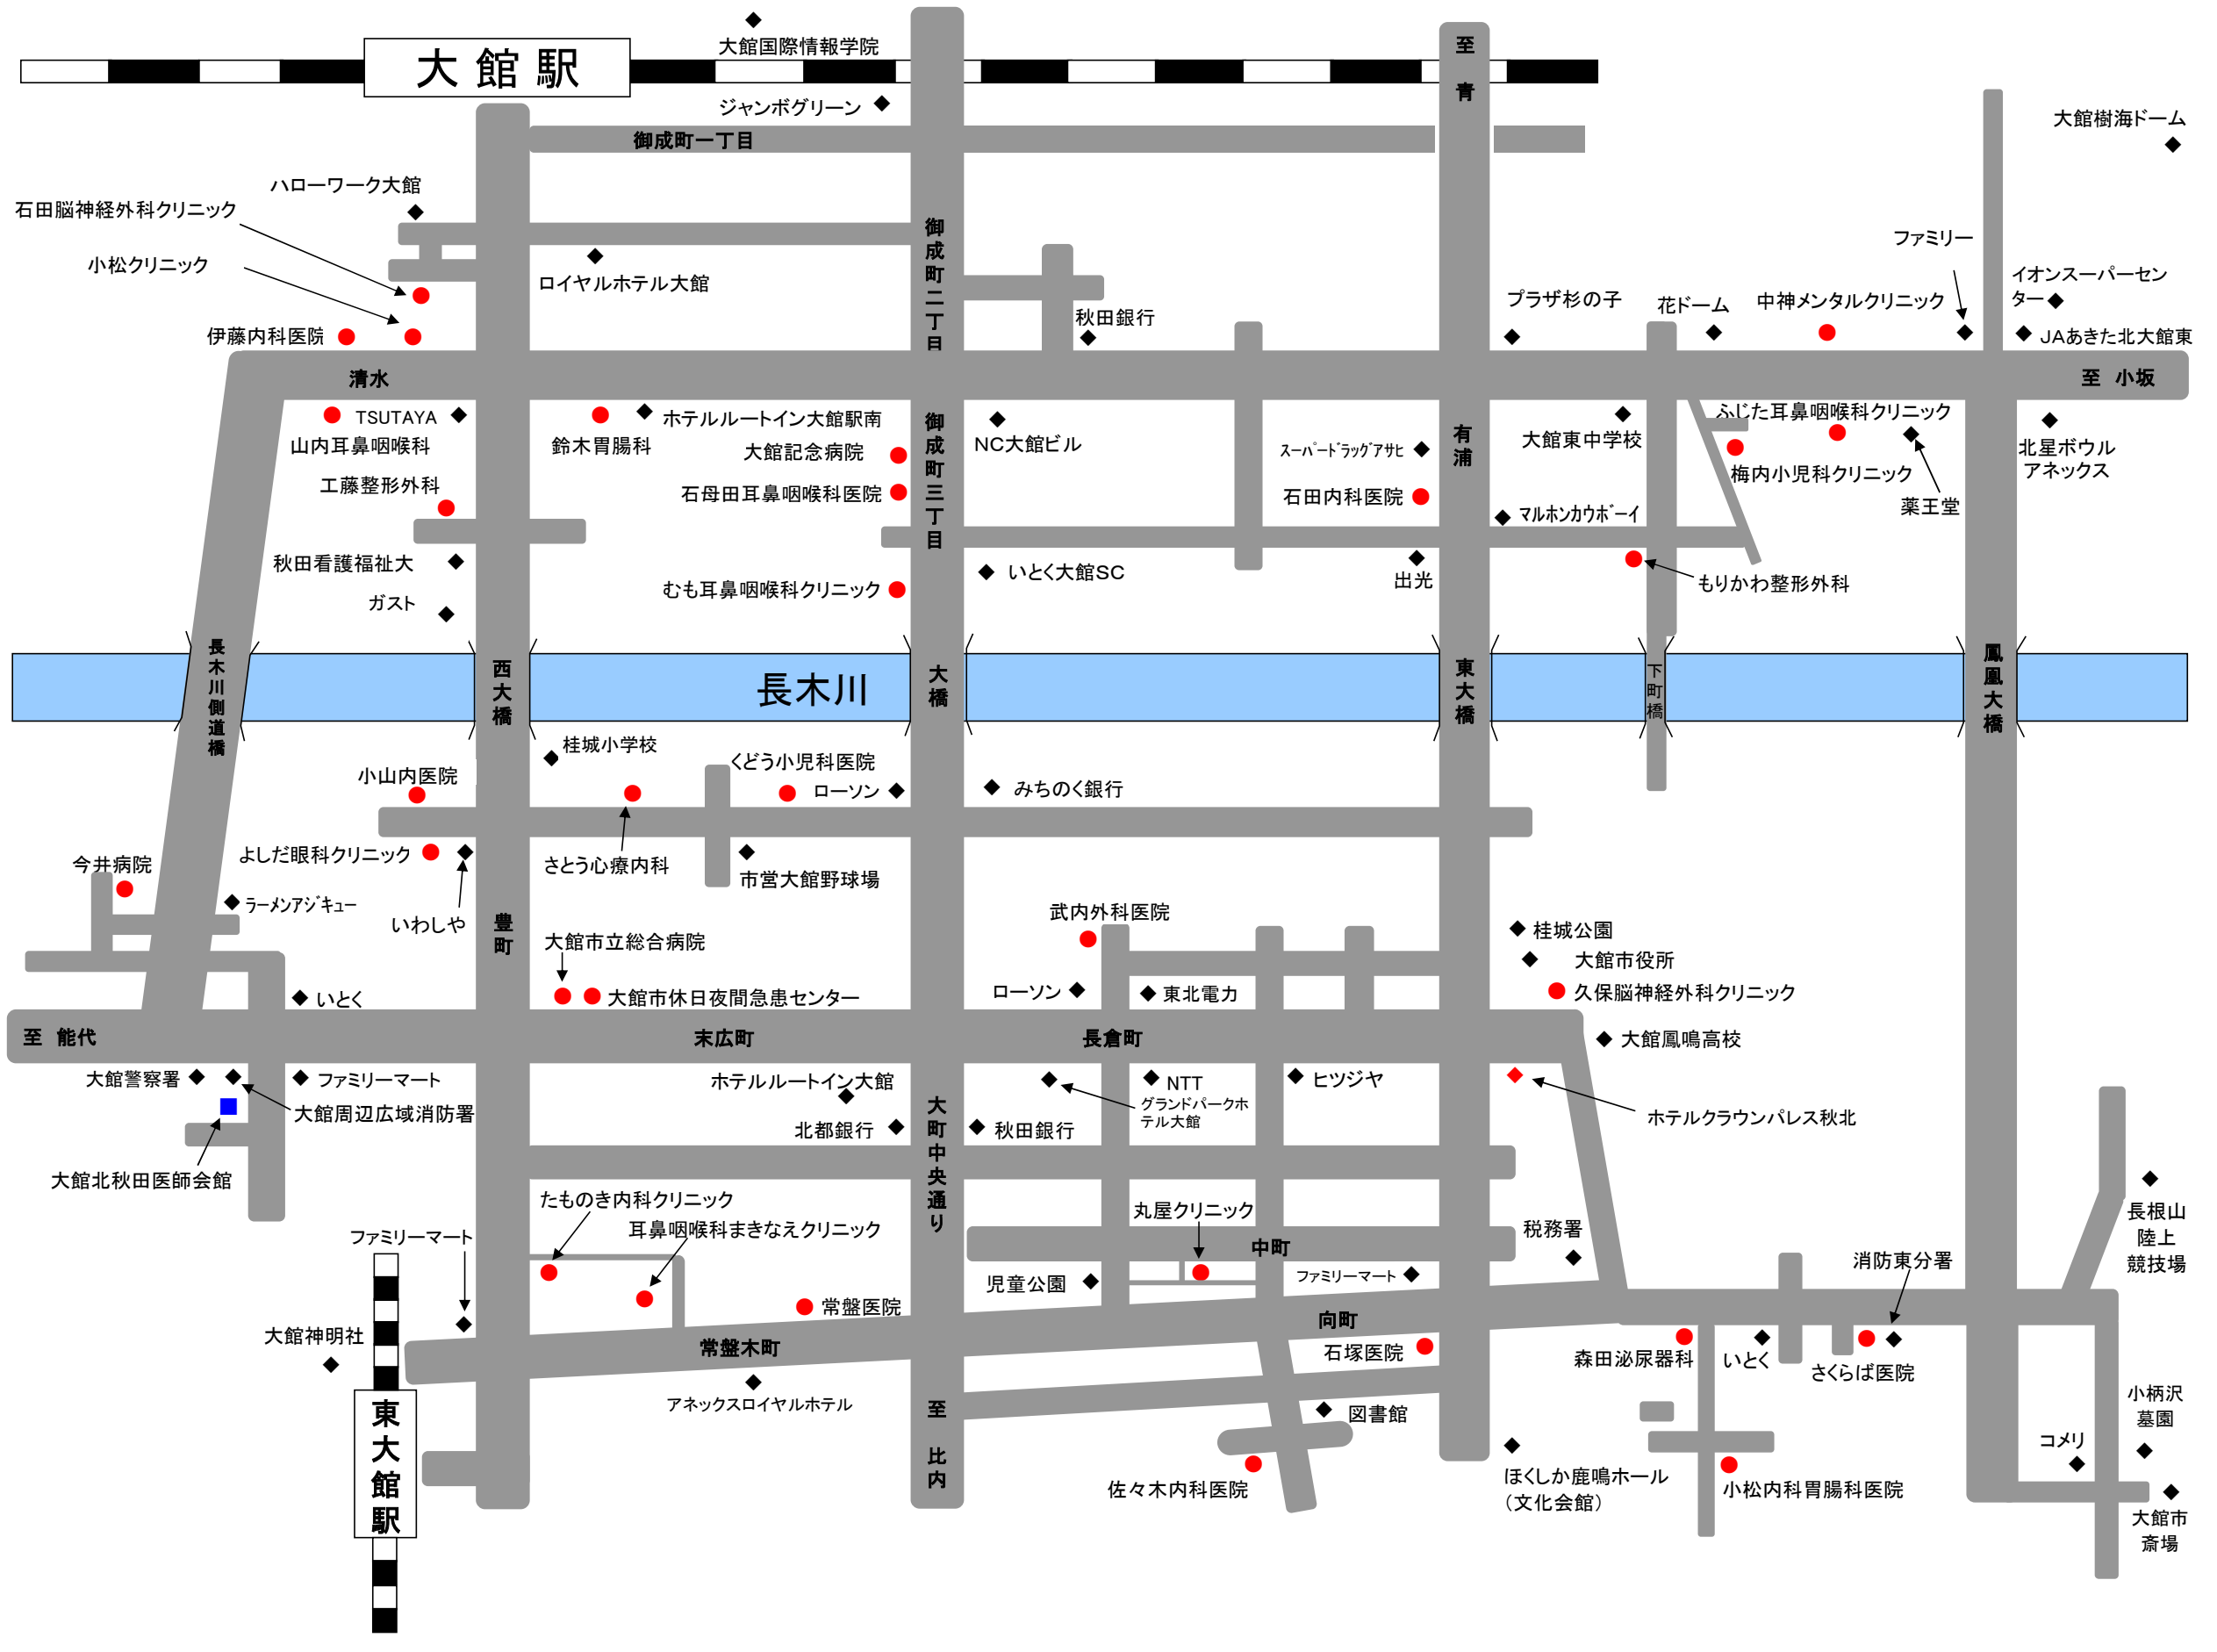 大館国際情報学院
大館駅
至 青
ジャンボグリーン
大館樹海ドーム
御成町一丁目
ハローワーク大館
石田脳神経外科クリニック
御成町二丁目
ファミリー
小松クリニック
ロイヤルホテル大館
イオンスーパーセン
ター
プラザ杉の子
花ドーム
中神メンタルクリニック
秋田銀行
伊藤内科医院
JAあきた北大館東
清水
至 小坂
TSUTAYA
山内耳鼻咽喉科
鈴木胃腸科
ホテルルートイン大館駅南
御成町三丁目
NC大館ビル
有浦
大館東中学校
ふじた耳鼻咽喉科クリニック
北星ボウル
アネックス
大館記念病院
ｽｰﾊﾟｰﾄﾞﾗｯｸﾞｱｻﾋ
梅内小児科クリニック
工藤整形外科
石母田耳鼻咽喉科医院
石田内科医院
薬王堂
ﾏﾙﾎﾝｶｳﾎﾞｰｲ
秋田看護福祉大
いとく大館SC
出光
もりかわ整形外科
むも耳鼻咽喉科クリニック
ガスト
長木川側道橋
西大橋
長木川
大橋
東大橋
下町橋
鳳凰大橋
桂城小学校
小山内医院
くどう小児科医院
ローソン
みちのく銀行
よしだ眼科クリニック
今井病院
さとう心療内科
市営大館野球場
ﾗｰﾒﾝｱｼﾞｷｭｰ
いわしや
豊町
武内外科医院
桂城公園
大館市立総合病院
大館市役所
いとく
大館市休日夜間急患センター
ローソン
東北電力
久保脳神経外科クリニック
至 能代
末広町
長倉町
大館鳳鳴高校
大館警察署
ファミリーマート
ホテルルートイン大館
NTT
ヒツジヤ
大館周辺広域消防署
グランドパークホ
テル大館
ホテルクラウンパレス秋北
北都銀行
大町中央通り
秋田銀行
大館北秋田医師会館
たものき内科クリニック
丸屋クリニック
長根山
陸上
競技場
ファミリーマート
耳鼻咽喉科まきなえクリニック
税務署
中町
消防東分署
児童公園
ファミリーマート
常盤医院
大館神明社
向町
常盤木町
石塚医院
森田泌尿器科
いとく
さくらば医院
アネックスロイヤルホテル
小柄沢
墓園
至 比内
図書館
東大館駅
コメリ
ほくしか鹿鳴ホール
（文化会館）
佐々木内科医院
小松内科胃腸科医院
大館市
斎場